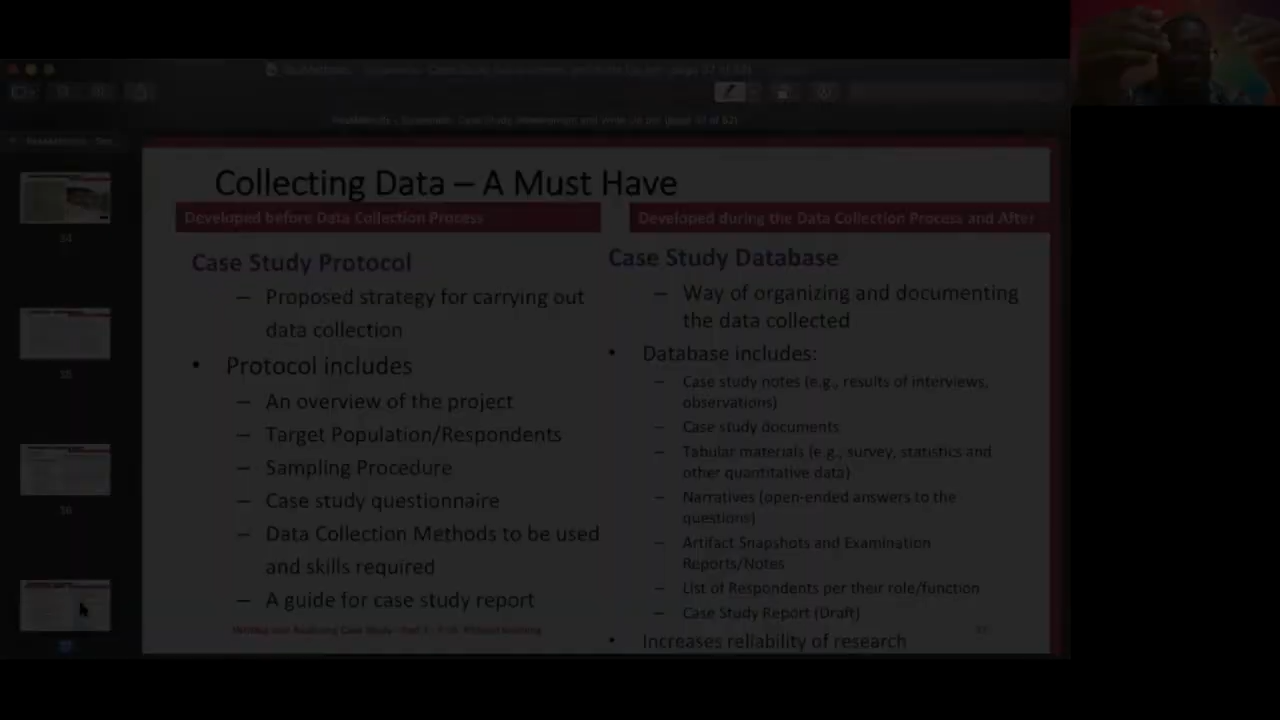 Collecting Data – A Must Have
Developed before Data Collection Process
Case Study Protocol
– Proposed strategy for carrying out
data collection
• Protocol includes
– An overview of the project
– Target Population/Respondents
– Sampling Procedure
– Case study questionnaire
– Data Collection Methods to be used
and skills required
– A guide for case study report
Developed during the Data Collection Process and After
Case Study Database
– Way of organizing and documenting
the data collected
• Database includes:
– Case study notes (e.g., results of interviews,
observations)
– Case study documents
– Tabular materials (e.g., survey, statistics and
other quantitative data)
– Narratives (open-ended answers to the
questions)
– Artifact Snapshots and Examination
Reports/Notes
– List of Respondents per their role/function
– Case Study Report (Draft)
• Increases reliability of research
34
35
36
37